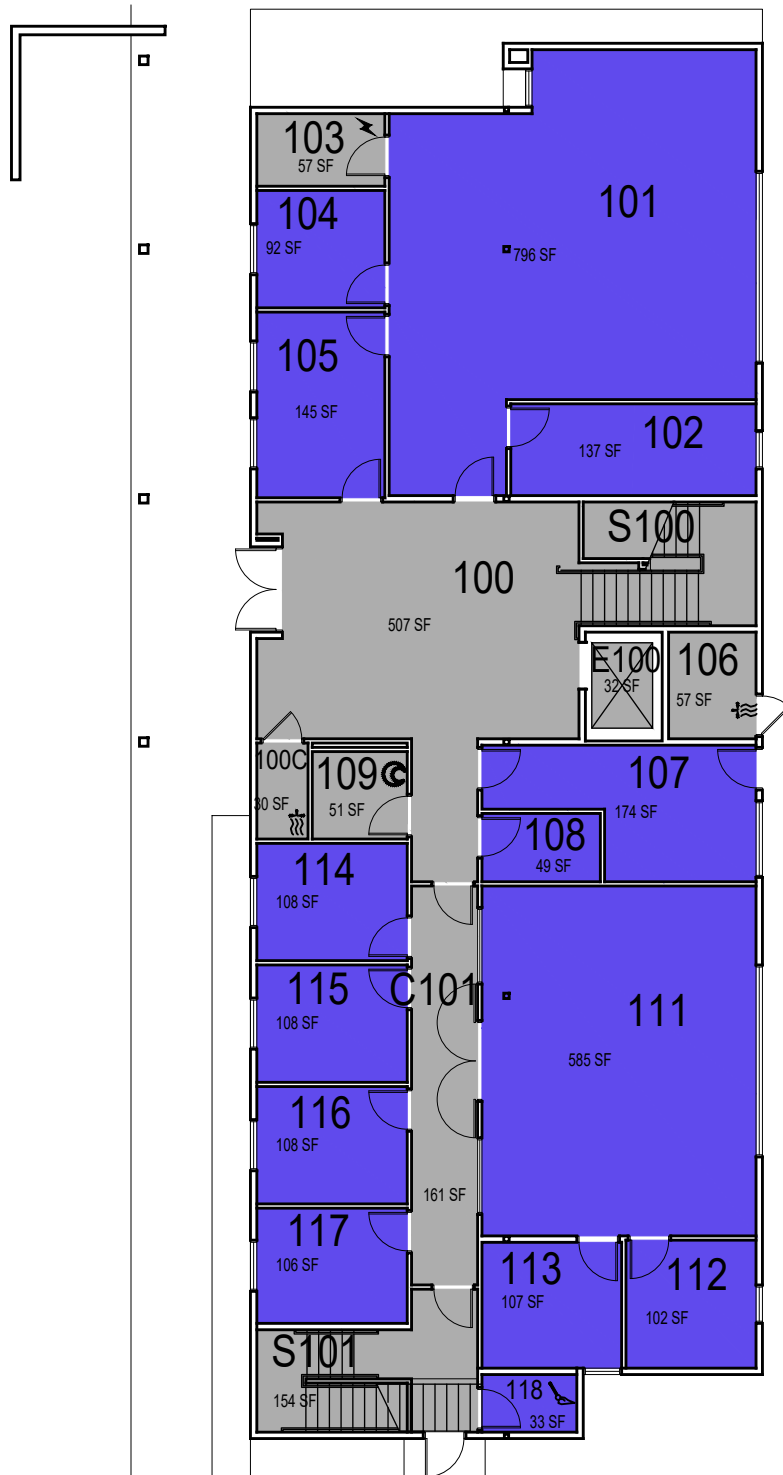 103
57 SF
104
92 SF
101
796 SF
105
145 SF
102
137 SF
S100
100
507 SF
E100
32 SF
106
57 SF
100C
30 SF
109
51 SF
107
174 SF
108
49 SF
114
108 SF
C101
161 SF
115
108 SF
111
585 SF
116
108 SF
117
106 SF
113
107 SF
112
102 SF
S101
154 SF
118
33 SF